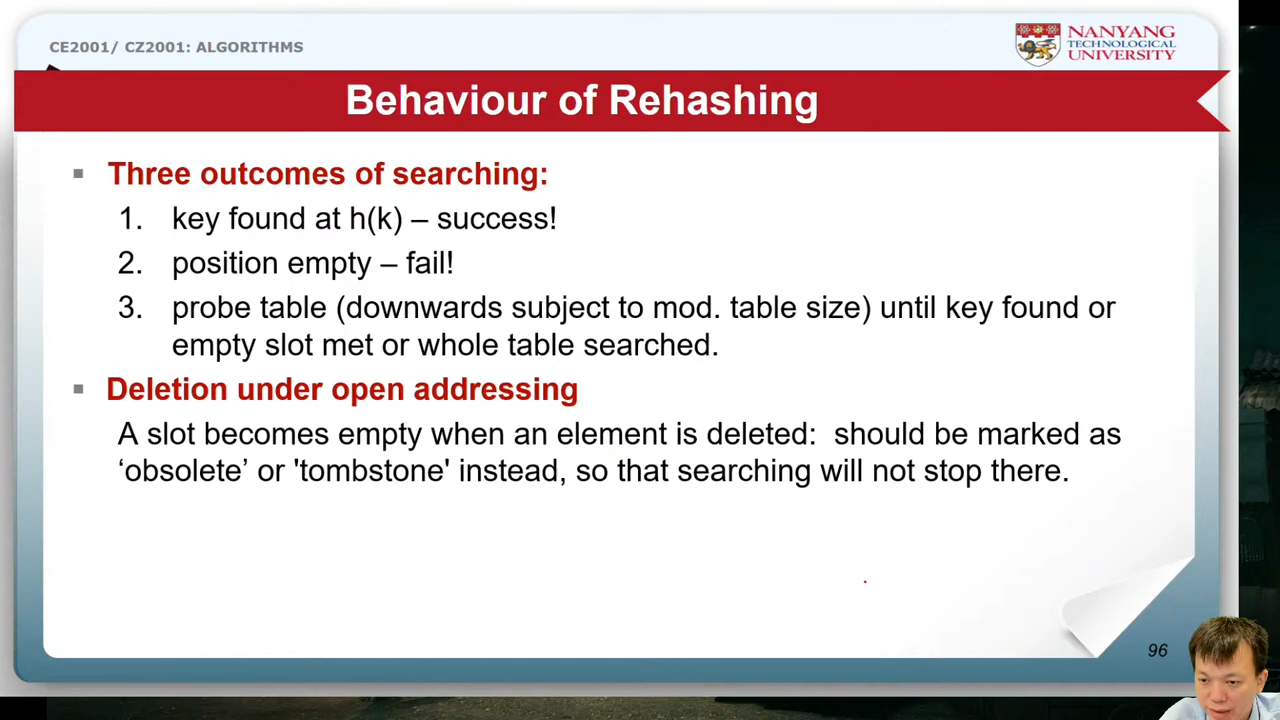 CE2001/ CZ2001: ALGORITHMS
NANYANG
TECHNOLOGICAL
UNIVERSITY
Behaviour of Rehashing
Three outcomes of searching:
1. key found at h(k) – success!
2. position empty – fail!
3. probe table (downwards subject to mod. table size) until key found or
empty slot met or whole table searched.
Deletion under open addressing
A slot becomes empty when an element is deleted: should be marked as
‘obsolete’ or 'tombstone' instead, so that searching will not stop there.
96